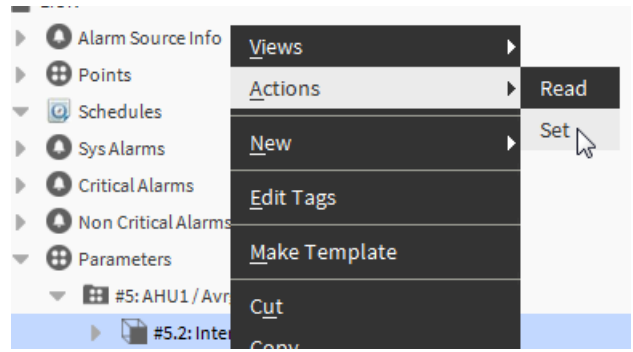 Alarm Source Info
Points
Schedules
Sys Alarms
Critical Alarms
Non Critical Alarms
Parameters
#5: AHU1 / Avr
#5.2: Inter
Views
Actions
New
Edit Tags
Make Template
Cut
Copy
Read
Set